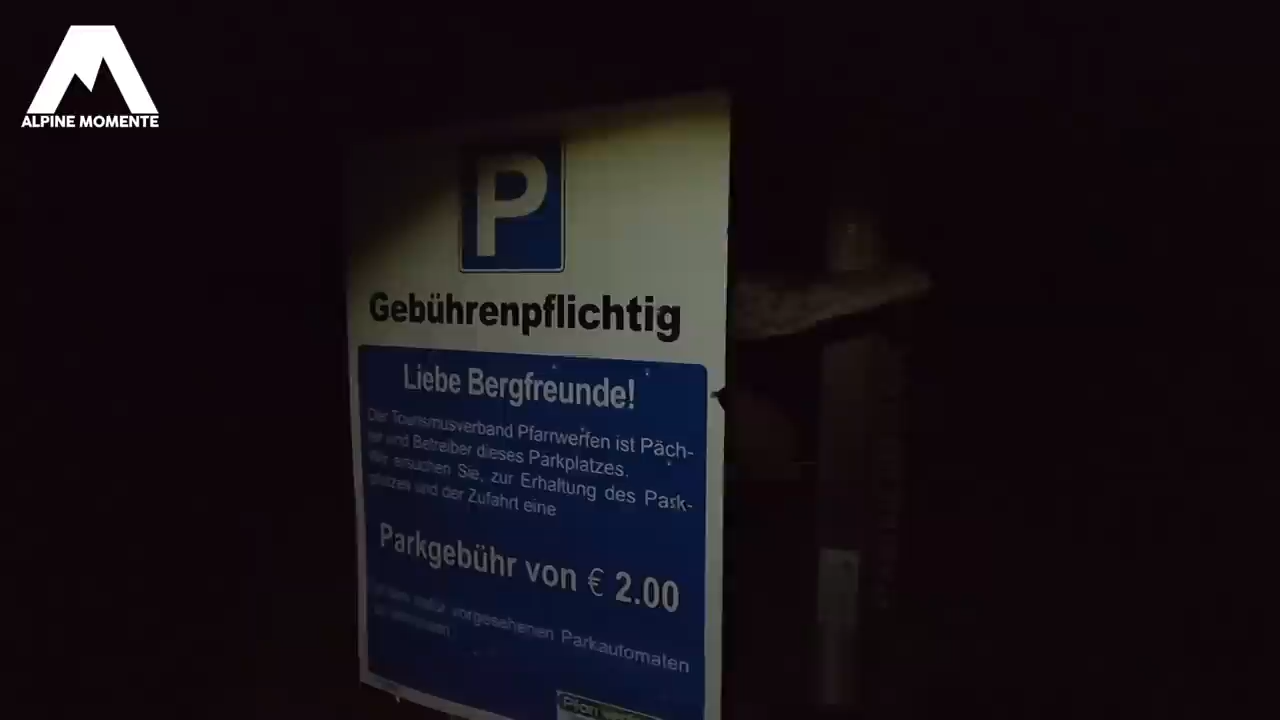 ALPINE MOMENTE
P
Gebührenpflichtig
Liebe Bergfreunde!
Der Tourismusverband Pfarrwerfen ist Päch-
ter und Betreiber dieses Parkplatzes.
Wir ersuchen Sie, zur Erhaltung des Park-
platzes und der Zufahrt eine
Parkgebühr von € 2.00
vorgesehenen Parkautomaten